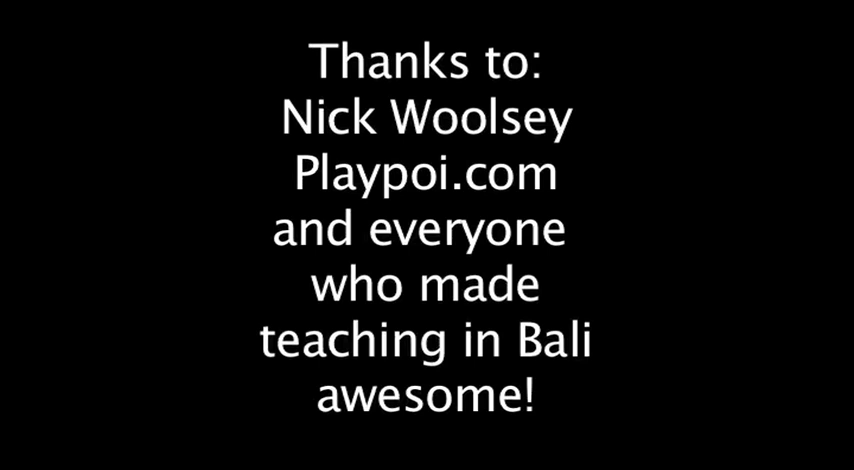 Thanks to:
Nick Woolsey
Playpoi.com
and everyone
who made
teaching in Bali
awesome!